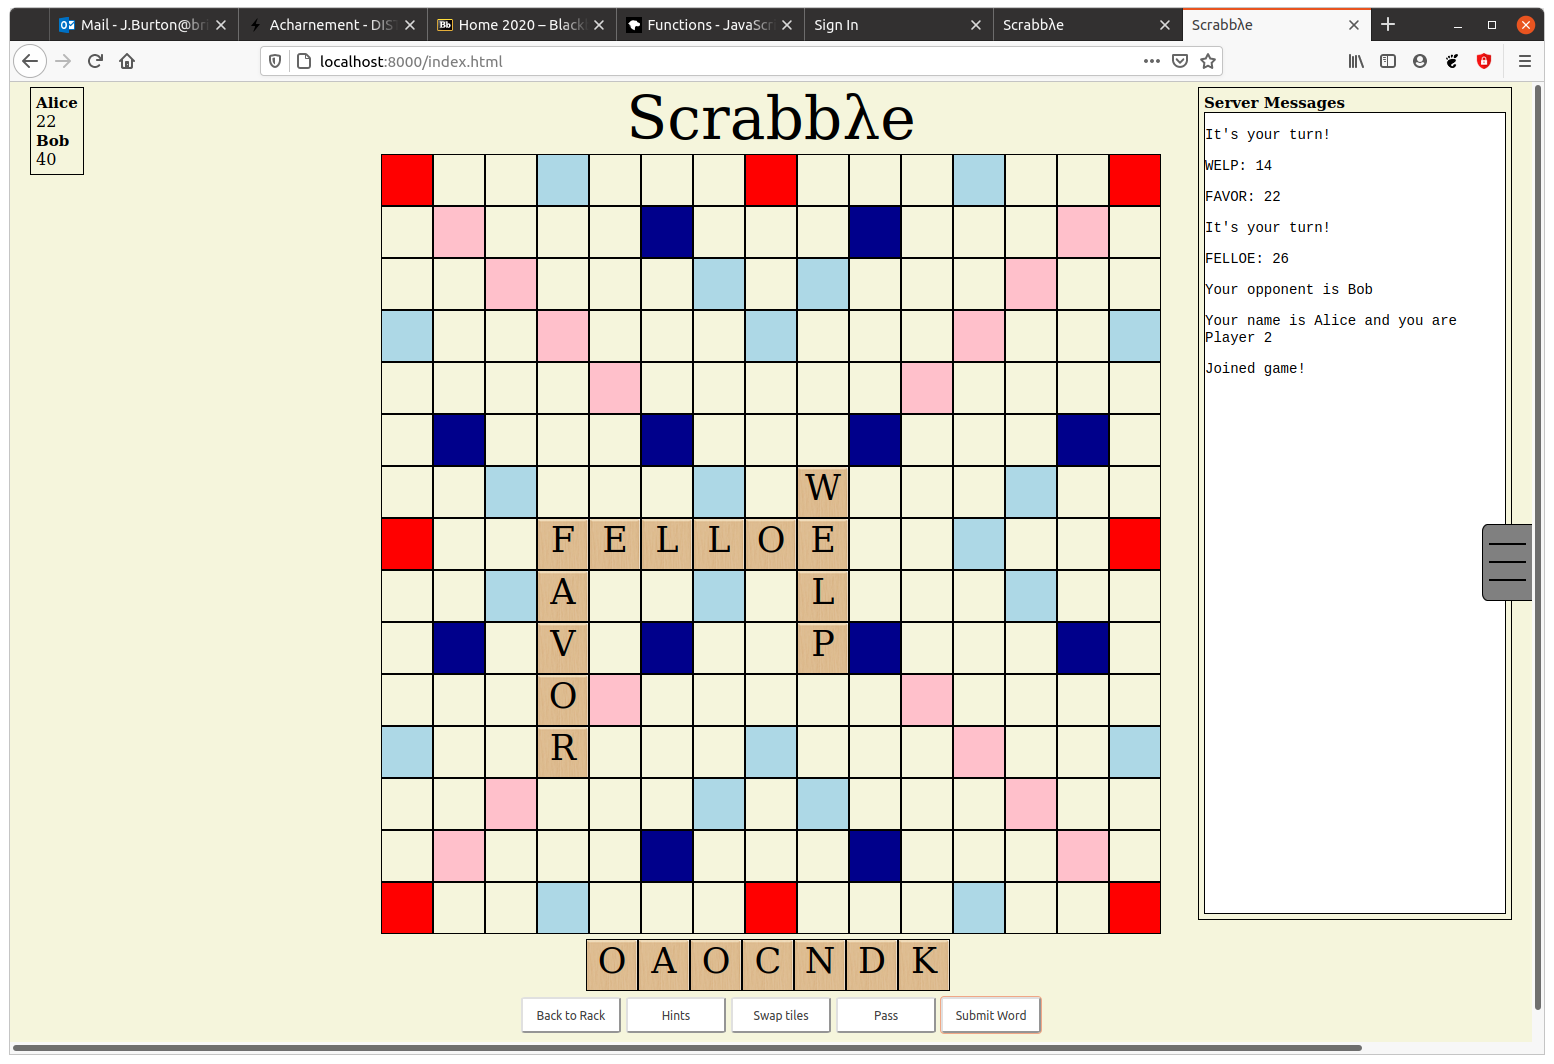 Mail - J.Burton@bri
Acharnement - DIS
Home 2020 – Black
Functions - JavaScri
Sign In
Scrabbλe
Scrabbλe
localhost:8000/index.html
Alice
22
Bob
40
Scrabbλe
Server Messages
It's your turn!
WELP: 14
FAVOR: 22
It's your turn!
FELLOE: 26
Your opponent is Bob
Your name is Alice and you are
Player 2
Joined game!
W
F E L L O E
A L
V P
O
R
O A O C N D K
Back to Rack
Hints
Swap tiles
Pass
Submit Word